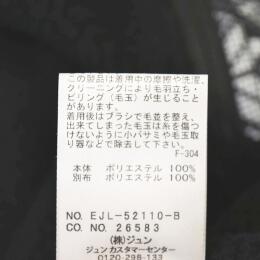 この製品は着用中の摩擦や洗濯、
クリーニングにより毛羽立ち・
ピリング(毛玉)が生じること
があります。
着用後はブラシで毛並を整え、
出来てしまった毛玉は糸を傷つ
けないように小バサミや毛玉取
り器などで除去して下さい。
F-304
本体 ポリエステル 100%
別布 ポリエステル 100%
NO. EJL-52110-B
CO. NO. 26583
(株)ジュン
ジュン カスタマーセンター
0120-298-133